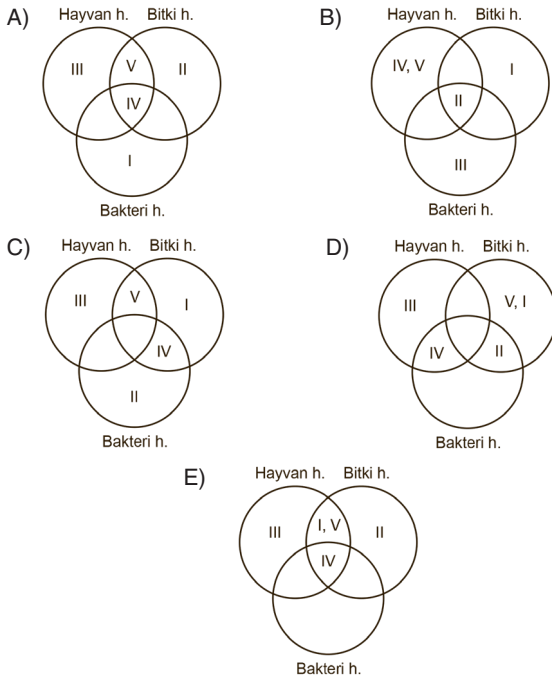 A) Hayvan h. Bitki h.
III V II
IV
I
Bakteri h.
B) Hayvan h. Bitki h.
IV, V I
II
III
Bakteri h.
C) Hayvan h. Bitki h.
III V I
IV
II
Bakteri h.
D) Hayvan h. Bitki h.
III V, I
IV II
Bakteri h.
E) Hayvan h. Bitki h.
III I, V II
IV
Bakteri h.